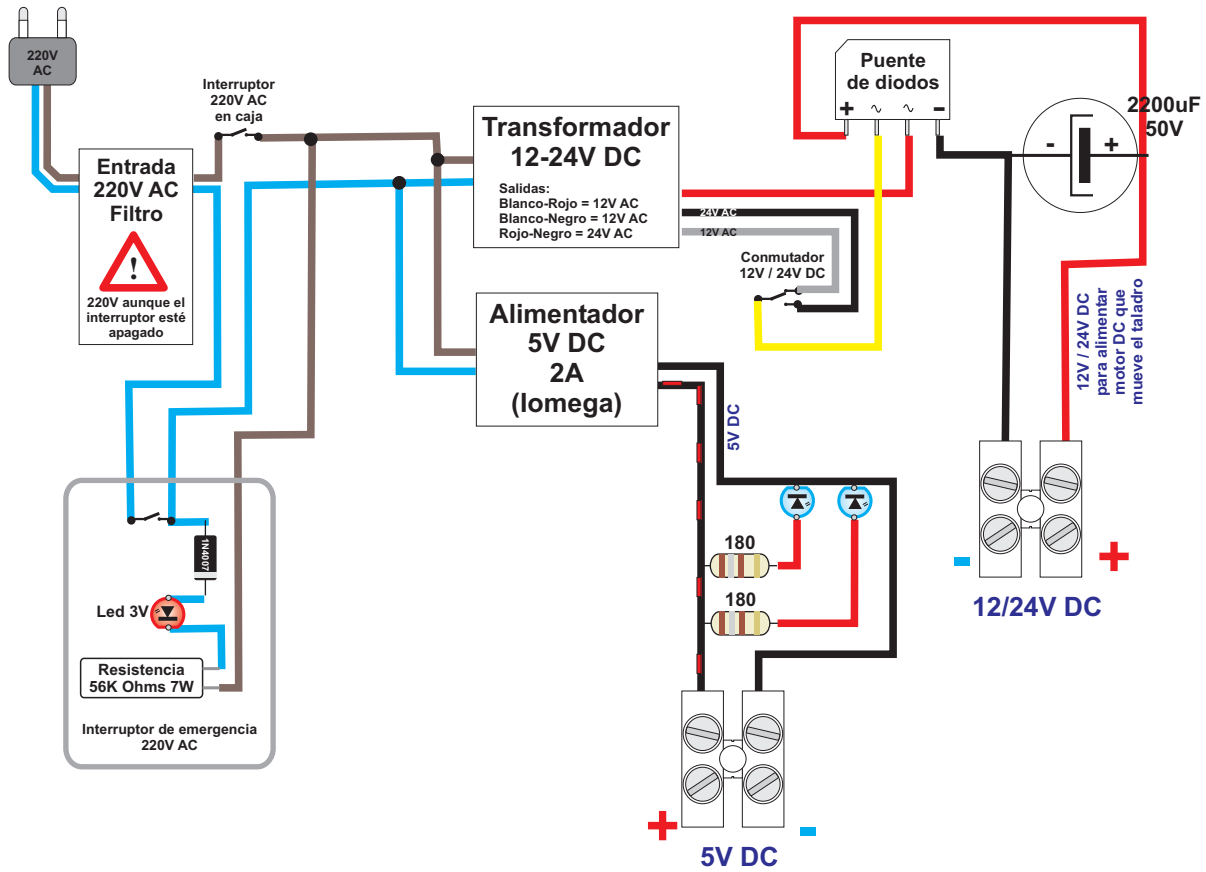 220V
AC
Interruptor
220V AC
en caja
Entrada
220V AC
Filtro
!
220V aunque el
interruptor esté
apagado
Transformador
12-24V DC
Salidas:
Blanco-Rojo = 12V AC
Blanco-Negro = 12V AC
Rojo-Negro = 24V AC
24V AC
12V AC
Conmutador
12V / 24V DC
Puente
de diodos
+ ~ ~ -
2200uF
50V
- +
12V / 24V DC
para alimentar
motor DC que
mueve el taladro
Alimentador
5V DC
2A
(Iomega)
5V DC
180
180
1N4007
Led 3V
Resistencia
56K Ohms 7W
Interruptor de emergencia
220V AC
- +
12/24V DC
+ -
5V DC